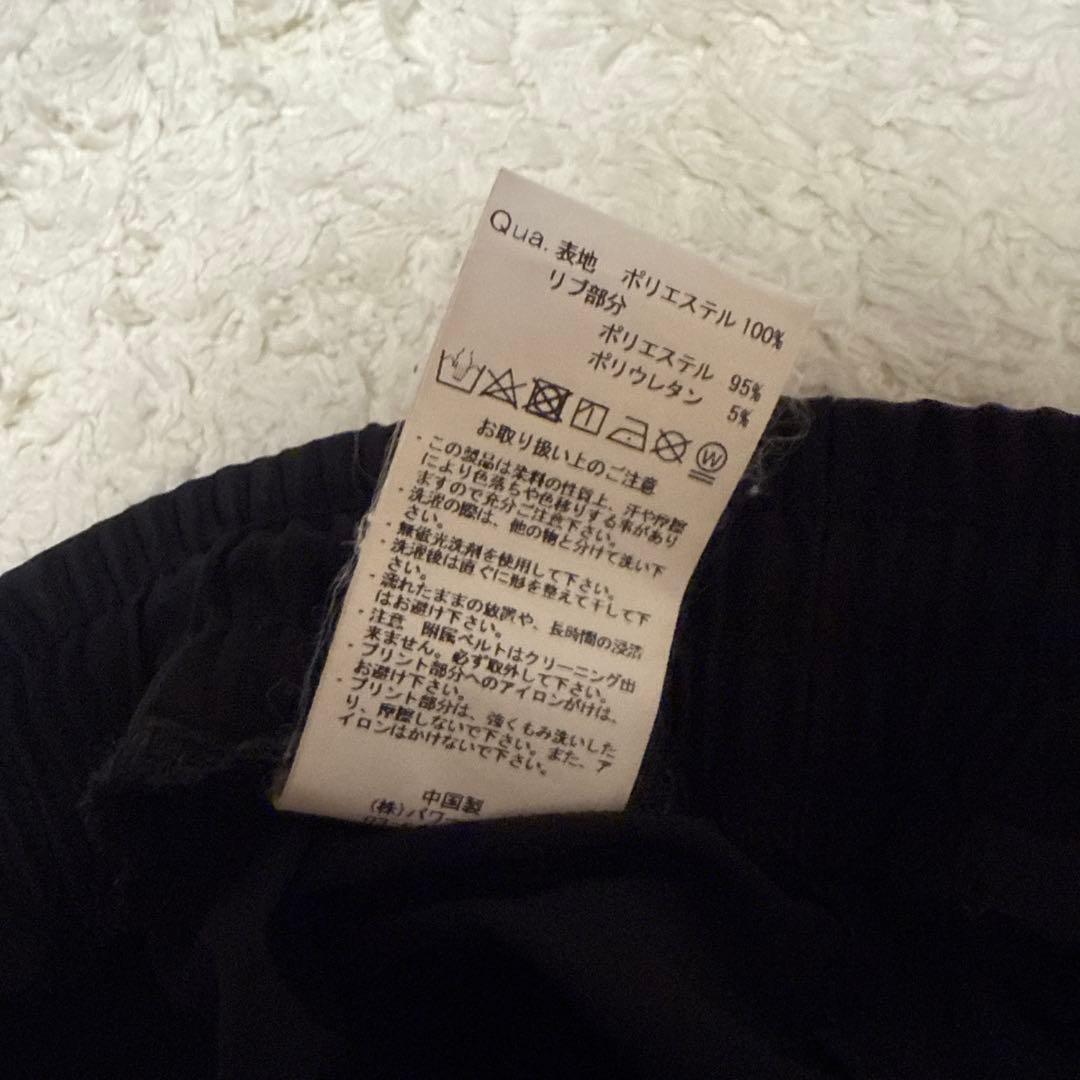 Qua. 表地 ポリエステル 100%
リブ部分
ポリエステル 95%
ポリウレタン 5%
W
お取り扱い上のご注意
・この製品は染料の性質上、汗や摩擦
により色落ちや色移りする事があり
ますので充分ご注意下さい。
・洗濯の際は、他の物と分けて洗い下
さい。
・無蛍光洗剤を使用して下さい。
・洗濯後は直ぐに形を整えて干して下
さい。
・濡れたままの放置や、長時間の浸漬
はお避け下さい。
・注意 附属ベルトはクリーニング出
来ません。必ず取外して下さい。
・プリント部分へのアイロンがけは、
お避け下さい。
・プリント部分は、強くもみ洗いした
り、摩擦しないで下さい。また、ア
イロンはかけないで下さい。
中国製
(株)パワー